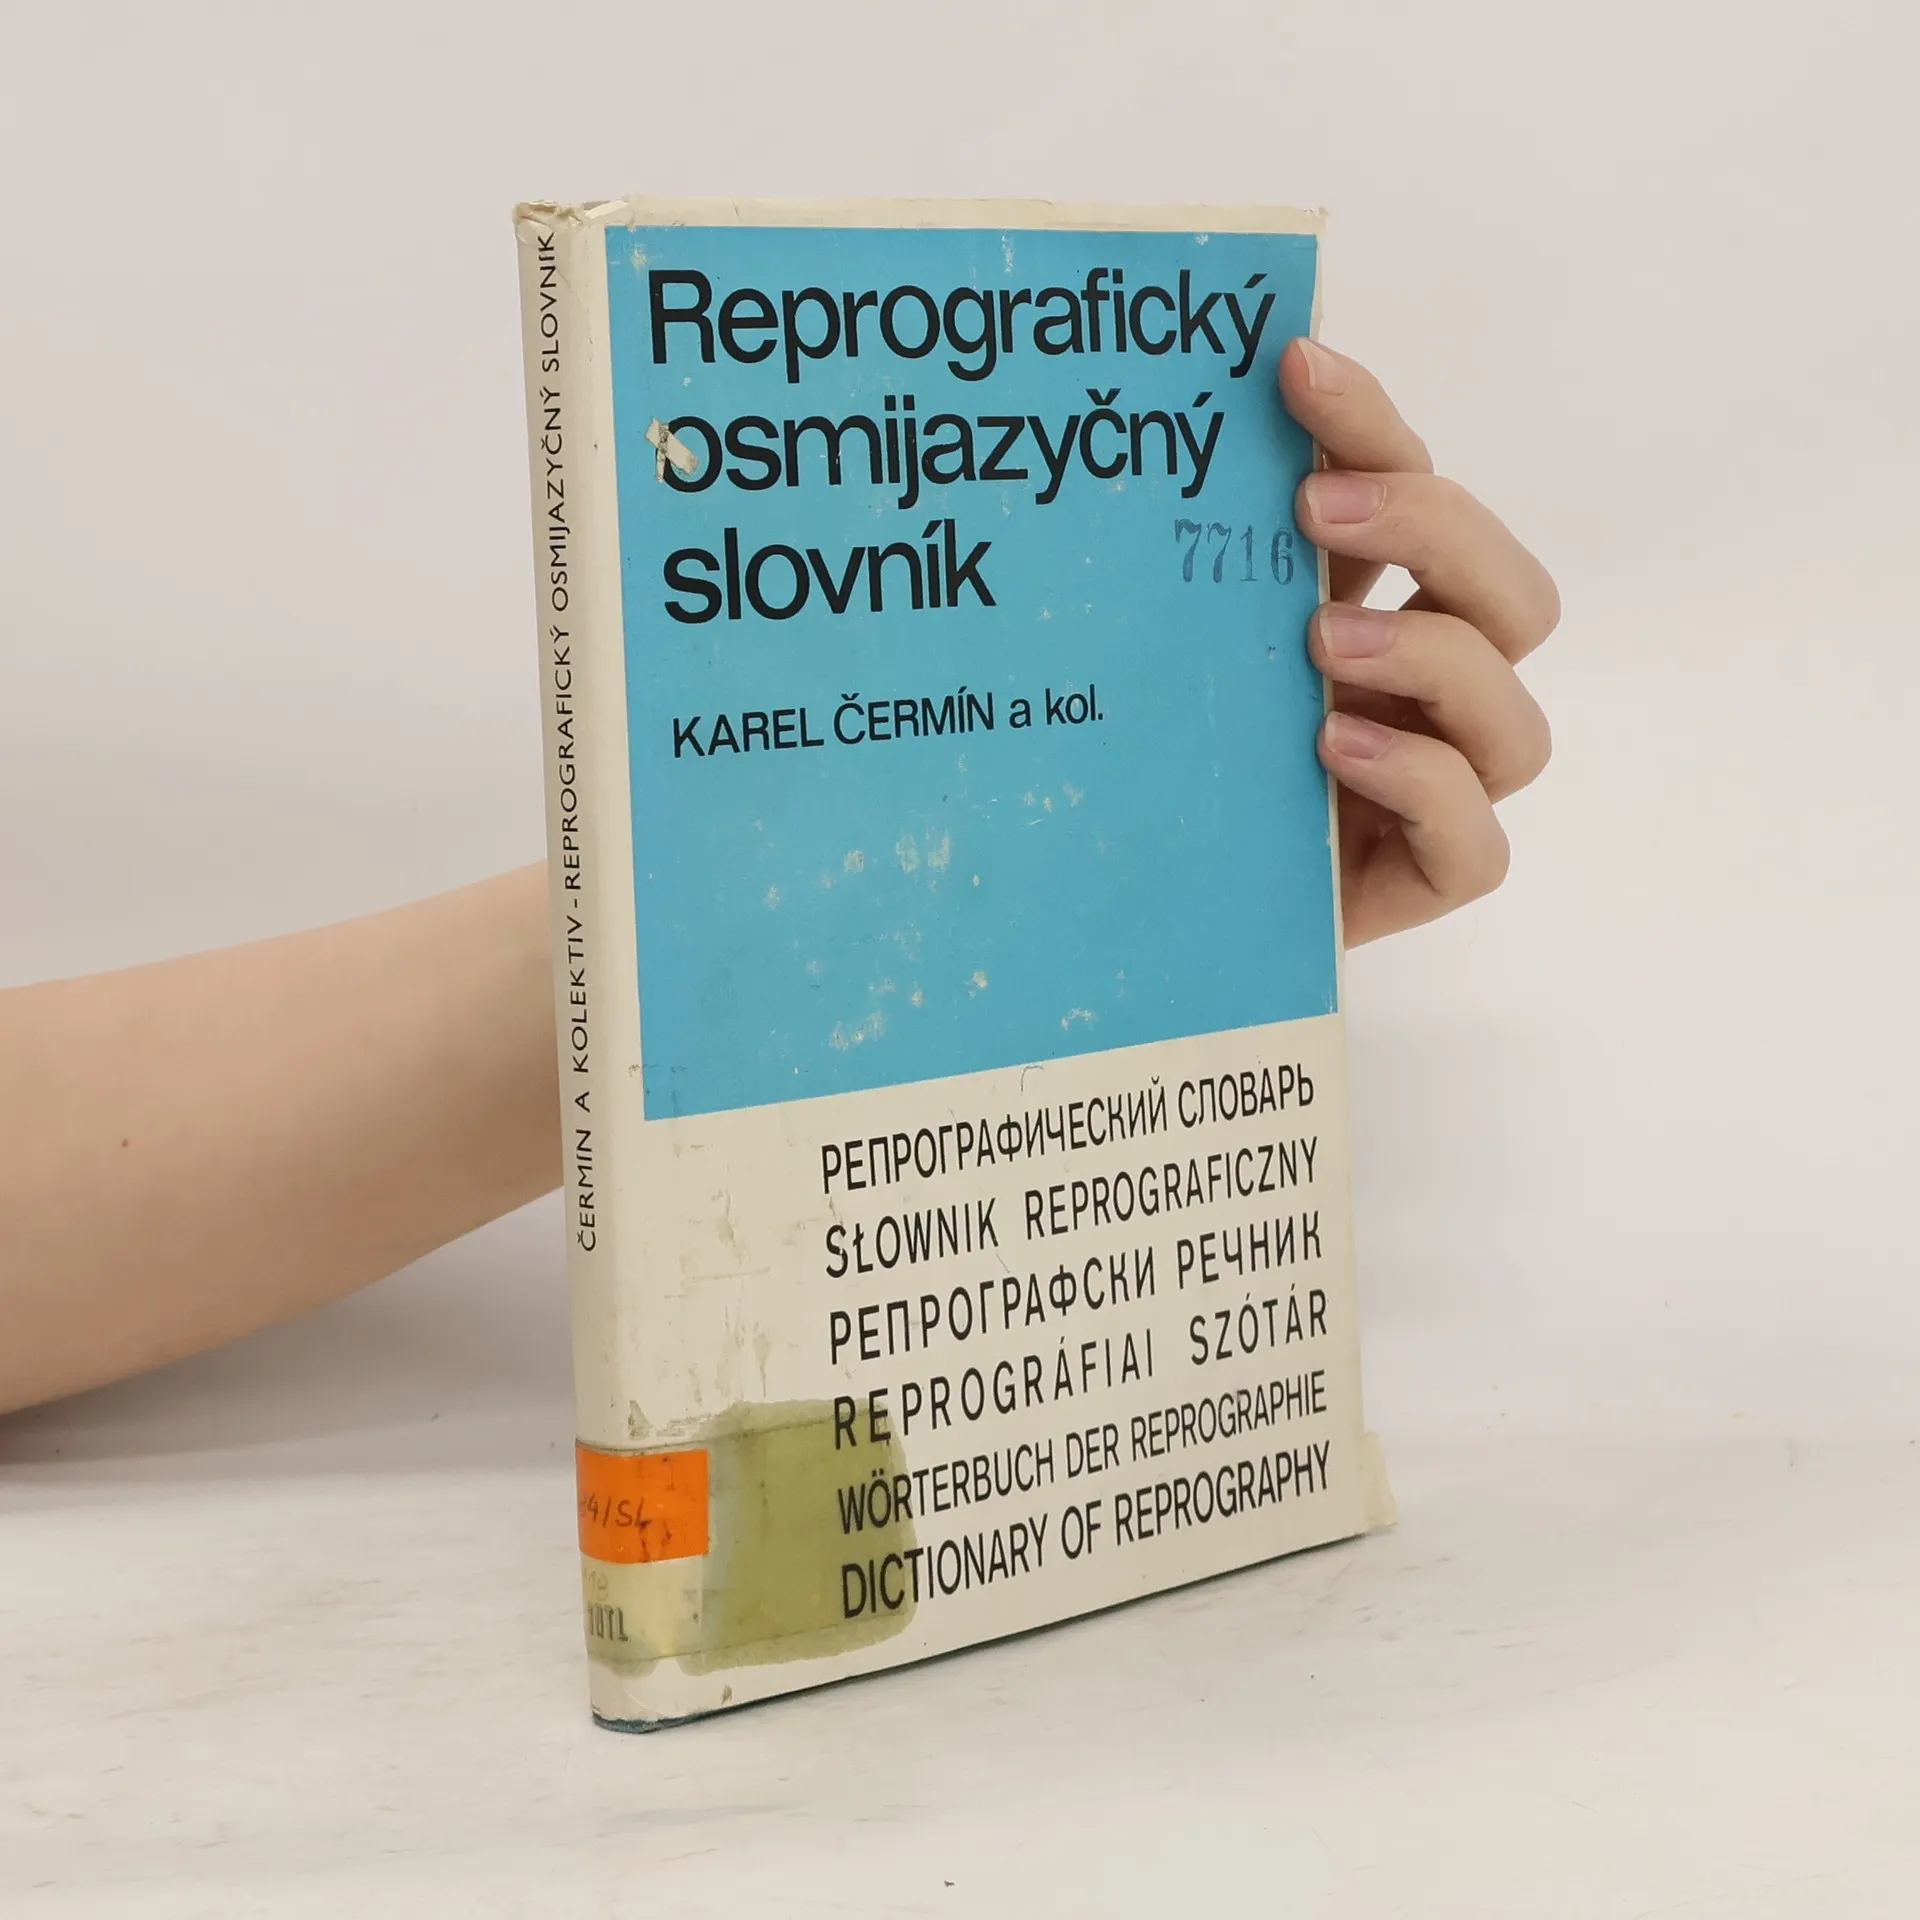 ČERMÍN A KOLEKTIV - REPROGRAFICKÝ OSMIJAZYČNÝ SLOVNÍK
Reprografický
osmijazyčný
slovník
7716
KAREL ČERMÍN a kol.
РЕПРОГРАФИЧЕСКИЙ СЛОВАРЬ
SŁOWNIK REPROGRAFICZNY
РЕПРОГРАФСКИ РЕЧНИК
REPROGRÁFIAI SZÓTÁR
WÖRTERBUCH DER REPROGRAPHIE
DICTIONARY OF REPROGRAPHY